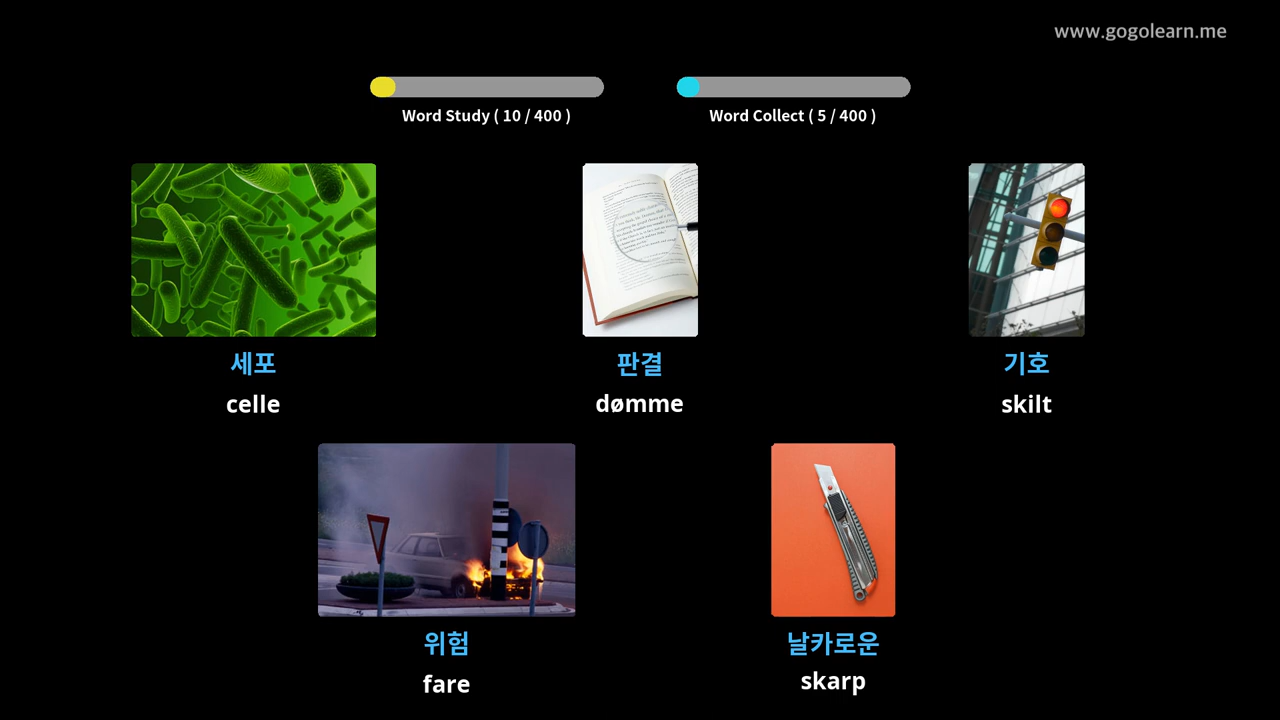 www.gogolearn.me
Word Study ( 10 / 400 )
Word Collect ( 5 / 400 )
세포
celle
판결
dømme
기호
skilt
위험
fare
날카로운
skarp